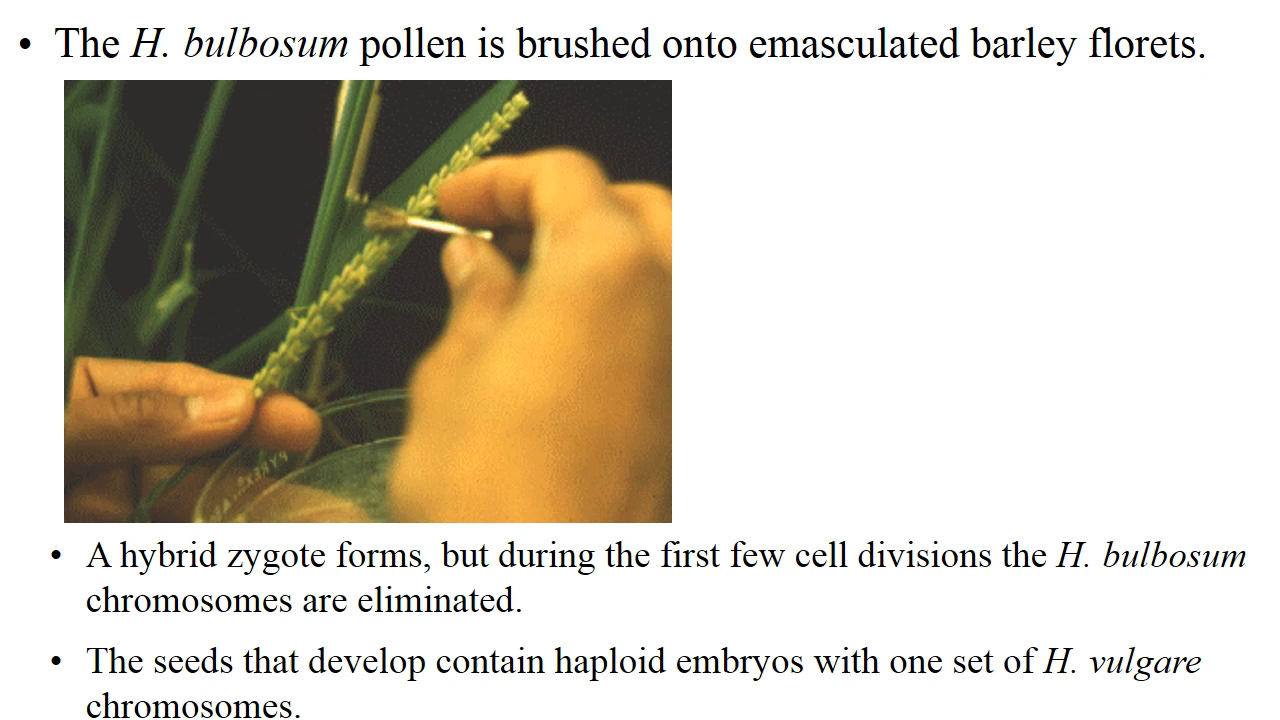 • The H. bulbosum pollen is brushed onto emasculated barley florets.
PYREX
• A hybrid zygote forms, but during the first few cell divisions the H. bulbosum
chromosomes are eliminated.
• The seeds that develop contain haploid embryos with one set of H. vulgare
chromosomes.